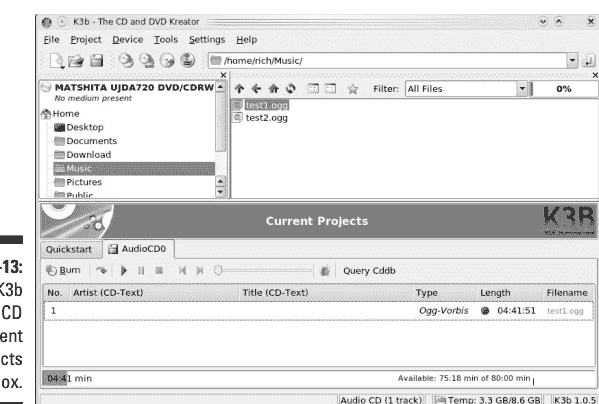 K3b - The CD and DVD Kreator
File Project Device Tools Settings Help
/home/rich/Music/
MATSHITA UJDA720 DVD/CDRW
No medium present
Filter: All Files 0%
Home
Desktop
Documents
Download
Music
Pictures
Public
test1.ogg
test2.ogg
Current Projects
K3B
Quickstart AudioCD0
Burn Query Cddb
No. Artist (CD-Text) Title (CD-Text) Type Length Filename
1 Ogg-Vorbis 04:41:51 test1.ogg
04:41 min Available: 75:18 min of 80:00 min
Audio CD (1 track) Temp: 3.3 GB/8.6 GB K3b 1.0.5
-13:
K3b
CD
ent
cts
ox.